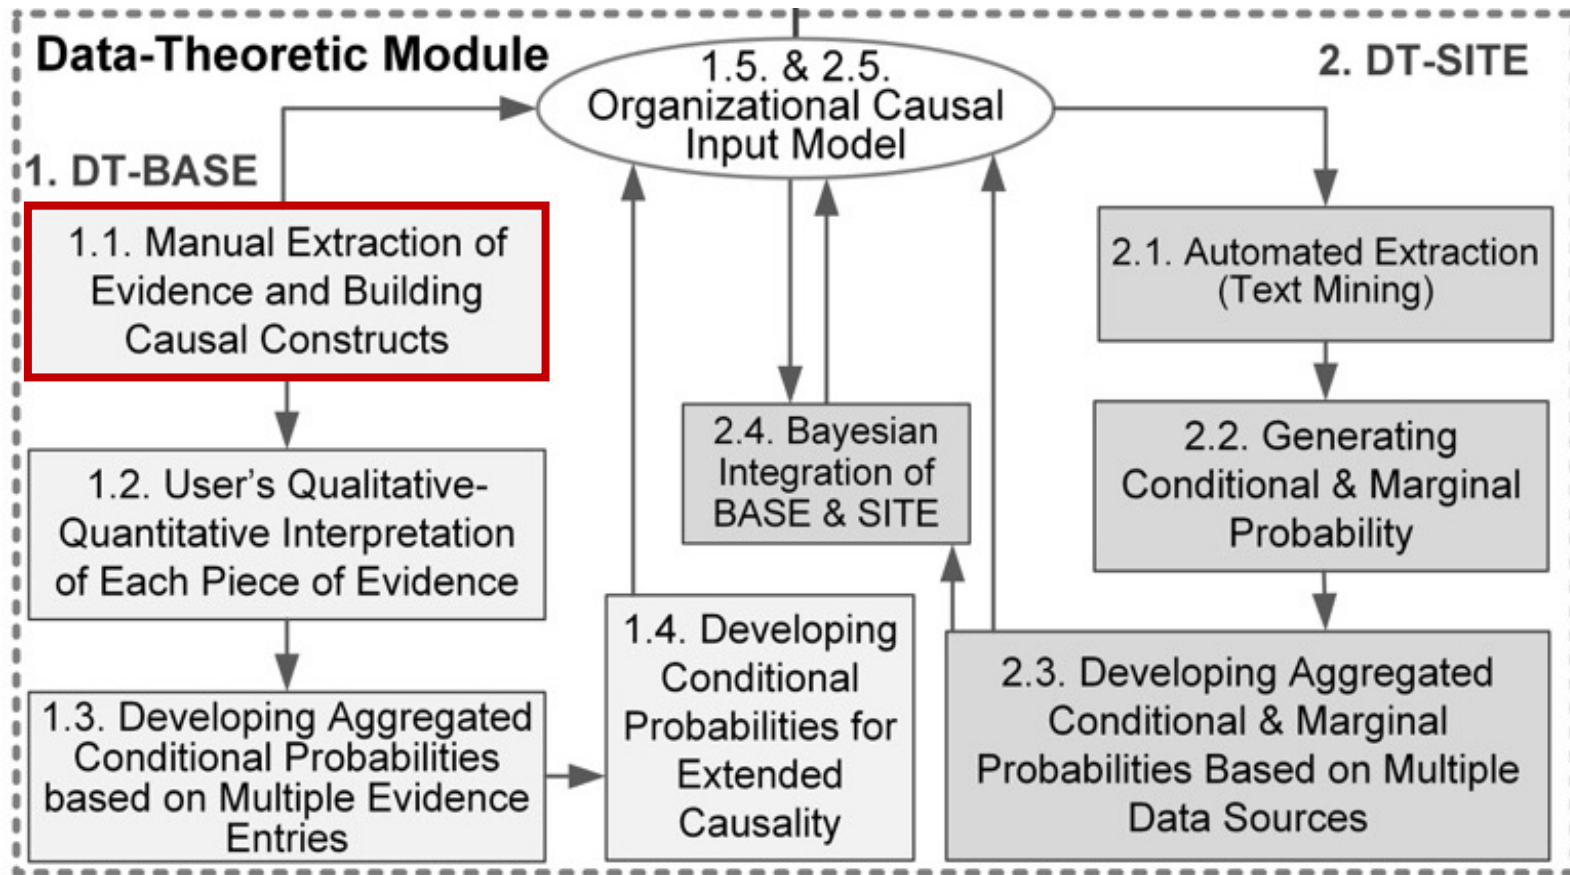 Data-Theoretic Module
1.5. & 2.5.
Organizational Causal
Input Model
2. DT-SITE
1. DT-BASE
1.1. Manual Extraction of
Evidence and Building
Causal Constructs
1.2. User’s Qualitative-
Quantitative Interpretation
of Each Piece of Evidence
1.3. Developing Aggregated
Conditional Probabilities
based on Multiple Evidence
Entries
1.4. Developing
Conditional
Probabilities for
Extended
Causality
2.4. Bayesian
Integration of
BASE & SITE
2.1. Automated Extraction
(Text Mining)
2.2. Generating
Conditional & Marginal
Probability
2.3. Developing Aggregated
Conditional & Marginal
Probabilities Based on Multiple
Data Sources